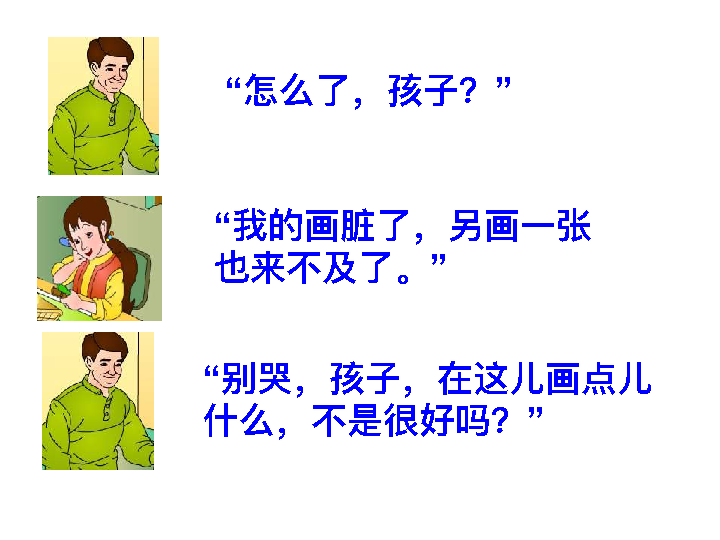 “怎么了，孩子？”
“我的画脏了，另画一张
也来不及了。”
“别哭，孩子，在这儿画点儿
什么，不是很好吗？”